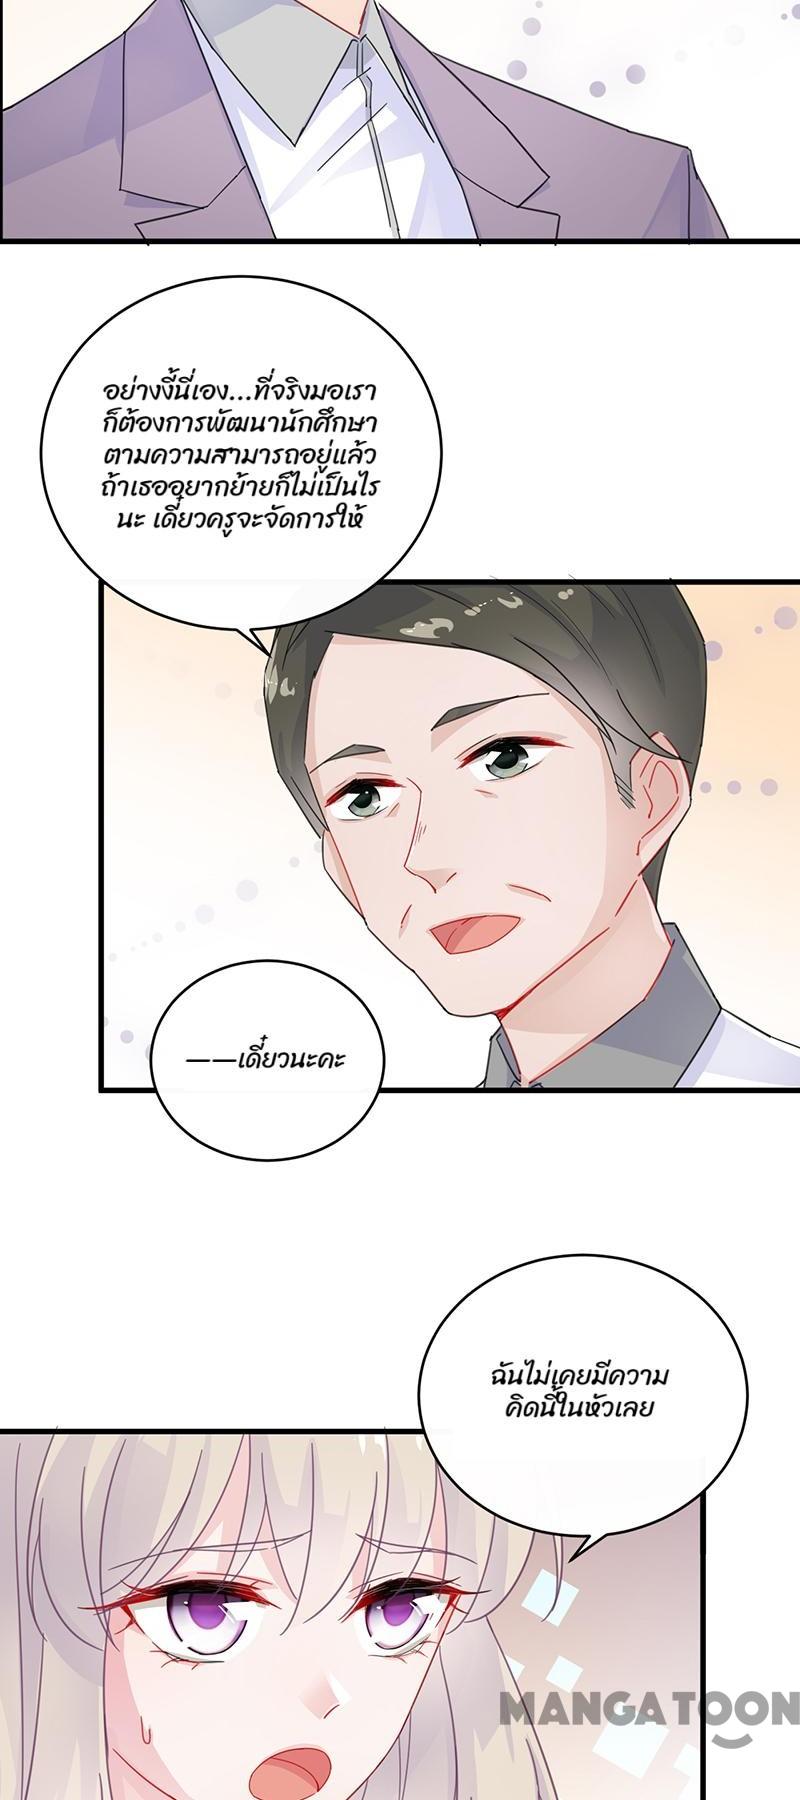 อย่างงี้นี่เอง...ที่จริงมอเรา
ก็ต้องการพัฒนานักศึกษา
ตามความสามารถอยู่แล้ว
ถ้าเธออยากย้ายก็ไม่เป็นไร
นะ เดี๋ยวครูจะจัดการให้
——เดี๋ยวนะคะ
ฉันไม่เคยมีความ
คิดนี้ในหัวเลย
MANGATOON